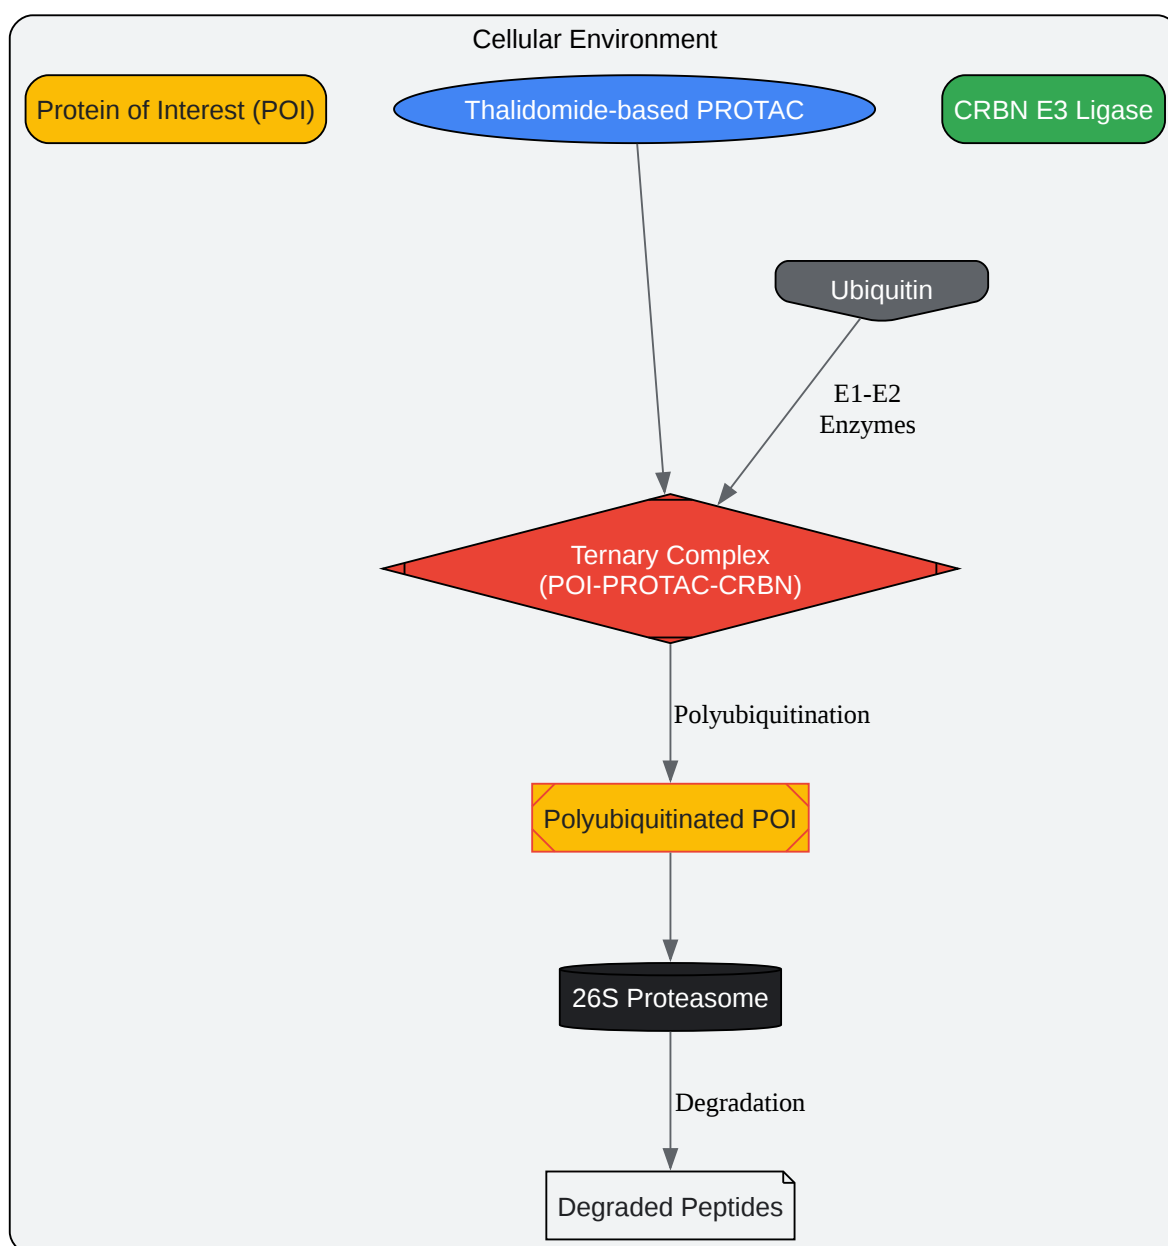 Cellular Environment
Protein of Interest (POI)
Thalidomide-based PROTAC
CRBN E3 Ligase
Ubiquitin
E1-E2
Enzymes
Ternary Complex
(POI-PROTAC-CRBN)
Polyubiquitination
Polyubiquitinated POI
26S Proteasome
Degradation
Degraded Peptides